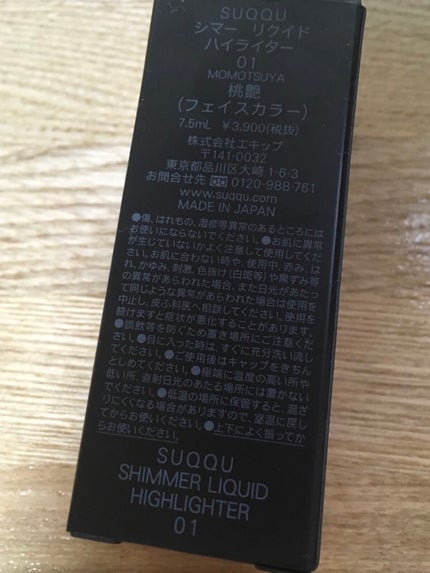 SUQQU
シマー リクイド
ハイライター
01
MOMOTSUYA
桃艶
(フェイスカラー)
7.5mL ¥3,900(税抜)
株式会社エキップ
〒141-0032
東京都品川区大崎1-6-3
お問合せ先 0120-988-761
www.suqqu.com
MADE IN JAPAN
●傷、はれもの、湿疹等異常のあるところには
お使いにならないでください。●お肌に異常
が生じていないかよく注意して使用してくだ
さい。お肌に合わない時や、使用中、赤み、は
れ、かゆみ、刺激、色抜け(白斑等)や黒ずみ等
の異常があらわれた場合、また日光があたっ
て同じような異常があらわれた場合は使用を
中止し、皮ふ科医へ相談してください。使用を
続けますと症状が悪化することがあります。
●誤飲等を防ぐため置き場所にご注意くだ
さい。●目に入った時は、すぐに充分洗い流し
てください。●ご使用後はキャップをきちん
としめてください。●極端に温度の高い所や
低い所、直射日光のあたる場所には置かない
でください。●低温の場所に保管すると、混ざ
りにくくなる場合がありますので、室温に戻し
てからお使いください。●上下によく振ってか
らお使いください。
SUQQU
SHIMMER LIQUID
HIGHLIGHTER
01